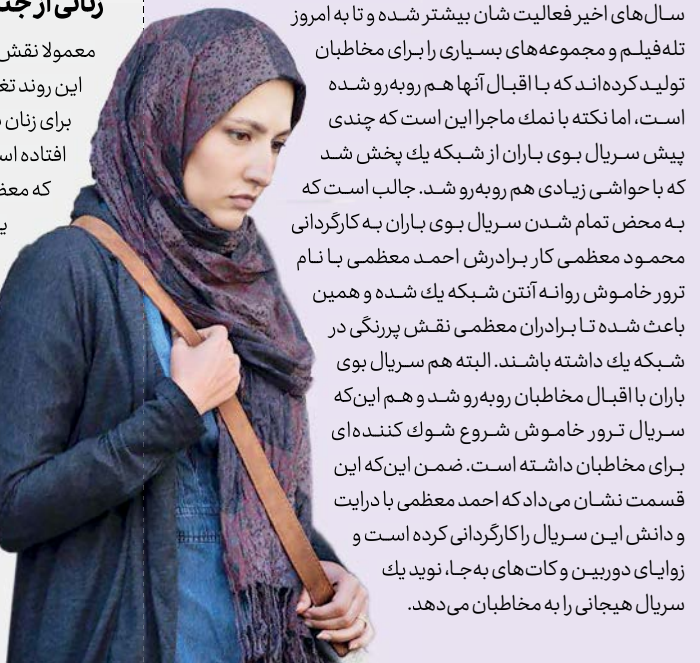 سال‌های اخیر فعالیت شان بیشتر شده و تا به امروز
تله‌فیلم و مجموعه‌های بسیاری را برای مخاطبان
تولید کرده‌اند که با اقبال آنها هم روبه‌رو شده
است، اما نکته با نمك ماجرا این است که چندی
پیش سریال بوی باران از شبکه یك پخش شد
که با حواشی زیادی هم روبه‌رو شد. جالب است که
به محض تمام شدن سریال بوی باران به کارگردانی
محمود معظمی کار برادرش احمد معظمی با نام
ترور خاموش روانه آنتن شبکه یك شده و همین
باعث شده تا برادران معظمی نقش پررنگی در
شبکه یك داشته باشند. البته هم سریال بوی
باران با اقبال مخاطبان روبه‌رو شد و هم این‌که
سریال ترور خاموش شروع شوك کننده‌ای
برای مخاطبان داشته است. ضمن این‌که این
قسمت نشان می‌داد که احمد معظمی با درایت
و دانش این سریال را کارگردانی کرده است و
زوایای دوربین و کات‌های به‌جا، نوید یك
سریال هیجانی را به مخاطبان می‌دهد.
زنانی از
معمولا نقش
این روند
برای زنان
افتاده
که